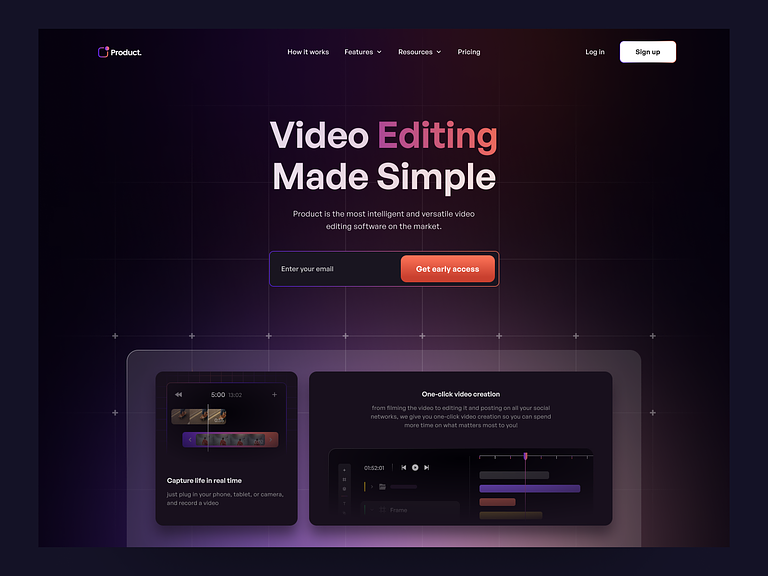 Product.
How it works
Features
Resources
Pricing
Log in
Sign up
Video Editing
Made Simple
Product is the most intelligent and versatile video
editing software on the market.
Enter your email
Get early access
5:00 13:02
Capture life in real time
just plug in your phone, tablet, or camera,
and record a video
One-click video creation
from filming the video to editing it and posting on all your social
networks, we give you one-click video creation so you can spend
more time on what matters most to you!
01:52:01
Frame